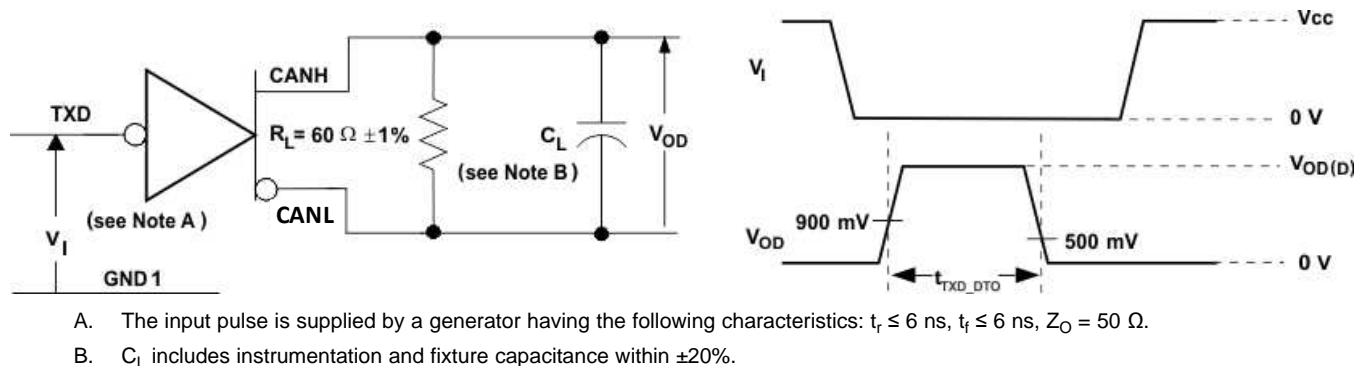 CANH
TXD
R_L = 60 Ω ±1%
C_L
V_OD
(see Note B)
(see Note A)
CANL
V_I
GND 1
Vcc
V_I
0 V
V_OD(D)
900 mV
V_OD
500 mV
t_TXD_DTO
0 V
A. The input pulse is supplied by a generator having the following characteristics: t_r ≤ 6 ns, t_f ≤ 6 ns, Z_O = 50 Ω.
B. C_L includes instrumentation and fixture capacitance within ±20%.